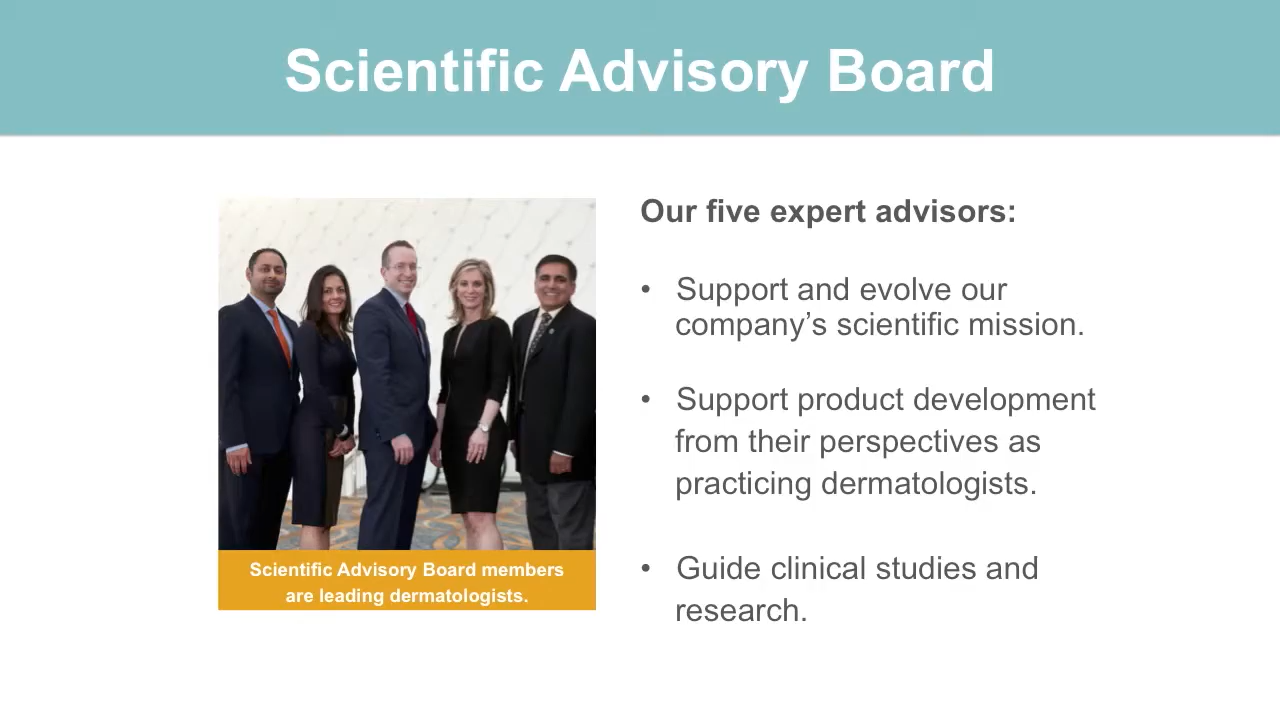 Scientific Advisory Board
Our five expert advisors:
• Support and evolve our
company’s scientific mission.
• Support product development
from their perspectives as
practicing dermatologists.
• Guide clinical studies and
research.
Scientific Advisory Board members
are leading dermatologists.